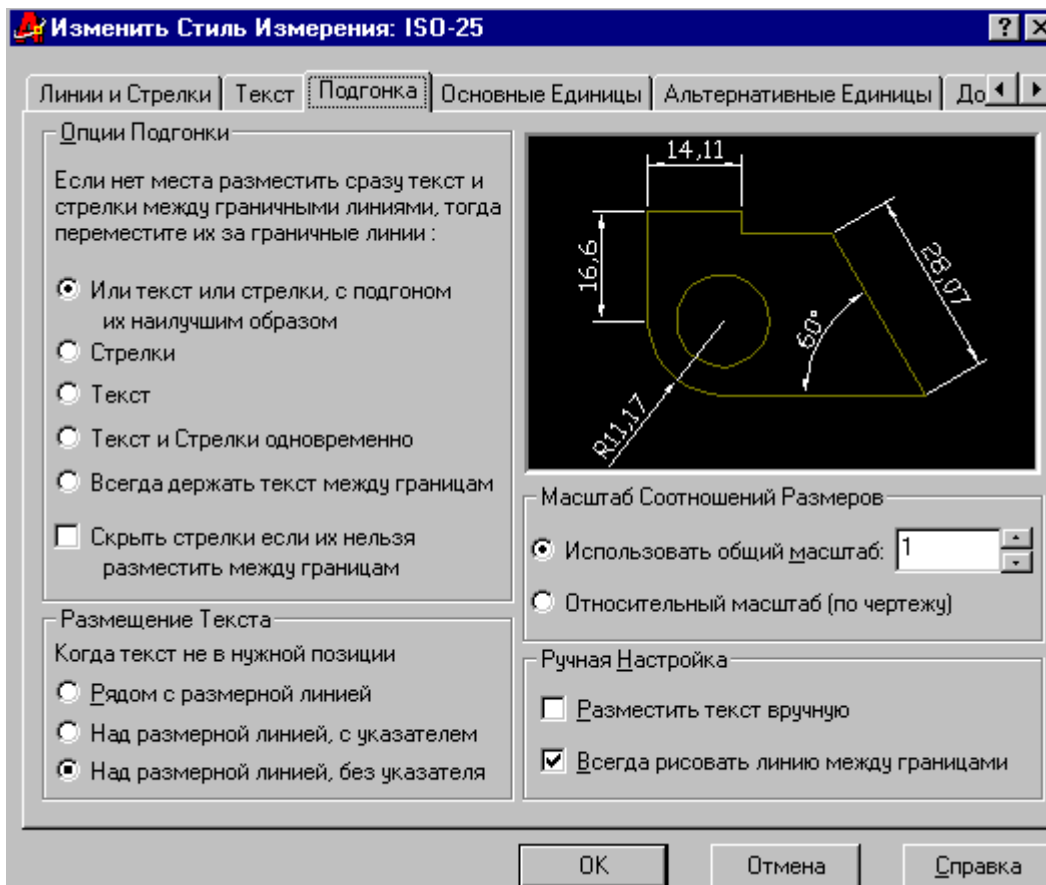 Изменить Стиль Измерения: ISO-25
Линии и Стрелки
Текст
Подгонка
Основные Единицы
Альтернативные Единицы
До
Опции Подгонки
Если нет места разместить сразу текст и
стрелки между граничными линиями, тогда
переместите их за граничные линии :
Или текст или стрелки, с подгоном
их наилучшим образом
Стрелки
Текст
Текст и Стрелки одновременно
Всегда держать текст между границам
Скрыть стрелки если их нельзя
разместить между границам
Размещение Текста
Когда текст не в нужной позиции
Рядом с размерной линией
Над размерной линией, с указателем
Над размерной линией, без указателя
14,11
16,6
28,07
60°
R11,17
Масштаб Соотношений Размеров
Использовать общий масштаб:
1
Относительный масштаб (по чертежу)
Ручная Настройка
Разместить текст вручную
Всегда рисовать линию между границами
OK
Отмена
Справка